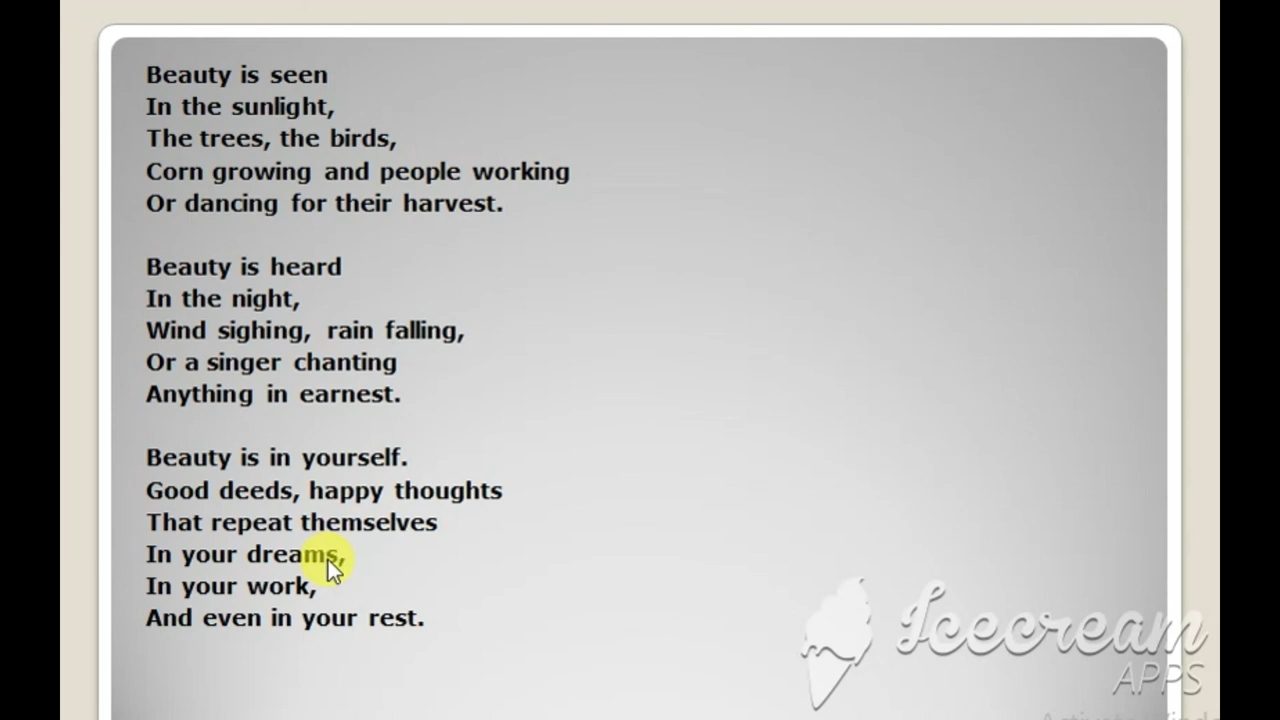 Beauty is seen
In the sunlight,
The trees, the birds,
Corn growing and people working
Or dancing for their harvest.
Beauty is heard
In the night,
Wind sighing, rain falling,
Or a singer chanting
Anything in earnest.
Beauty is in yourself.
Good deeds, happy thoughts
That repeat themselves
In your dreams,
In your work,
And even in your rest.
Icecream
APPS